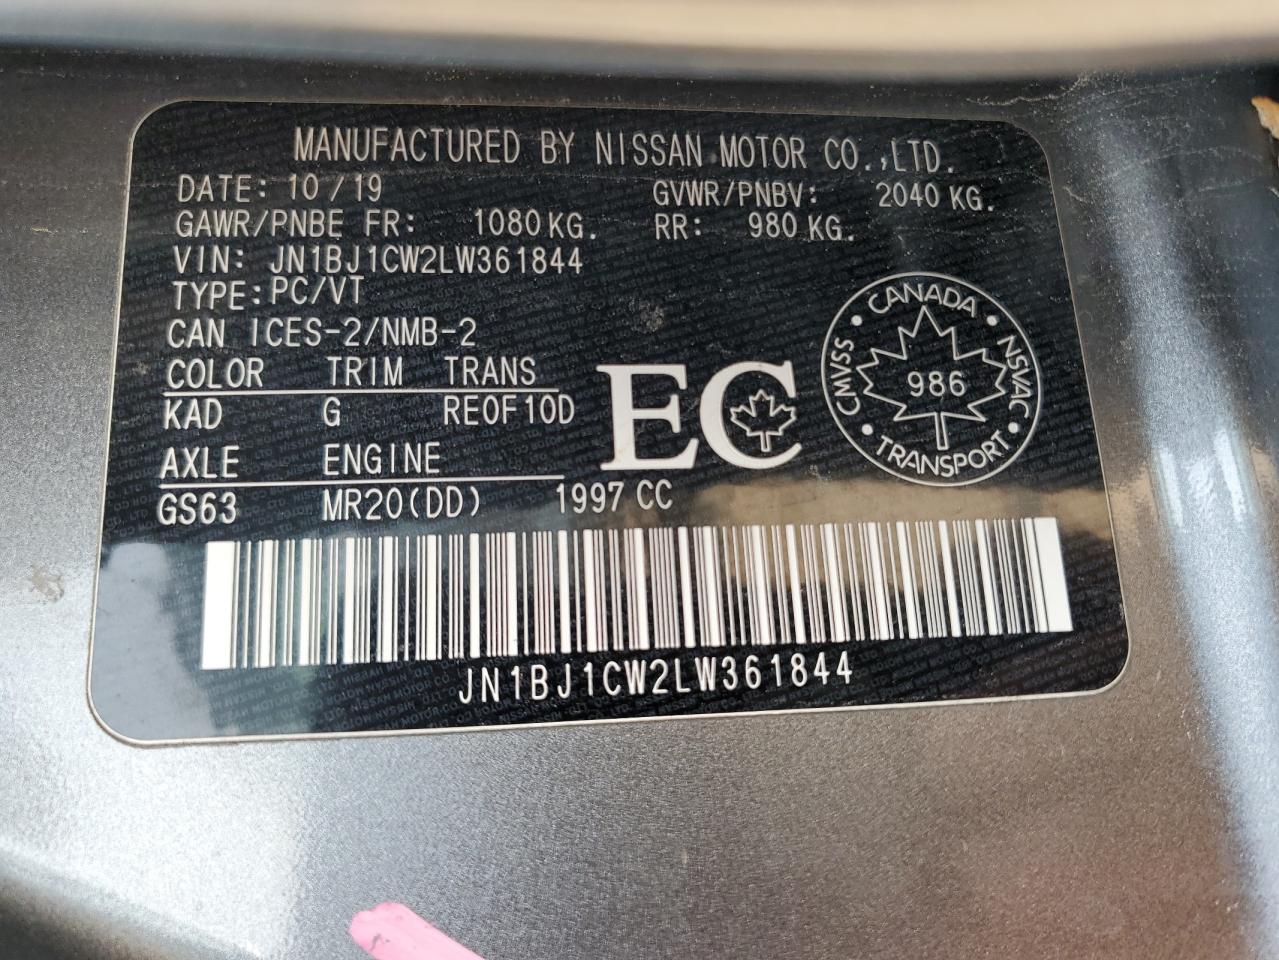 MANUFACTURED BY NISSAN MOTOR CO.,LTD.
DATE: 10/19 GVWR/PNBV: 2040 KG.
GAWR/PNBE FR: 1080 KG. RR: 980 KG.
VIN: JN1BJ1CW2LW361844
TYPE:PC/VT
CAN ICES-2/NMB-2
COLOR TRIM TRANS
KAD G RE0F10D
AXLE ENGINE
GS63 MR20(DD) 1997 CC
EC
CANADA
CMVSS 986 NSVAC
TRANSPORT
JN1BJ1CW2LW361844